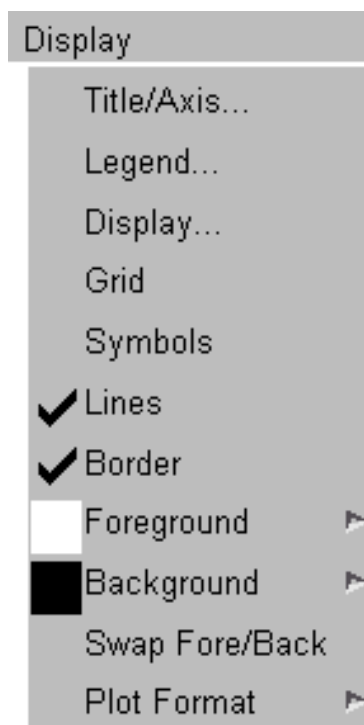 Display
Title/Axis...
Legend...
Display...
Grid
Symbols
Lines
Border
Foreground
Background
Swap Fore/Back
Plot Format